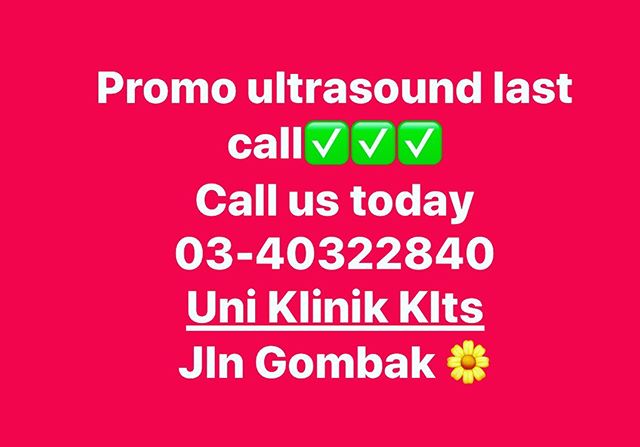 Promo ultrasound last
call✅✅✅
Call us today
03-40322840
Uni Klinik Klts
Jln Gombak 🌼